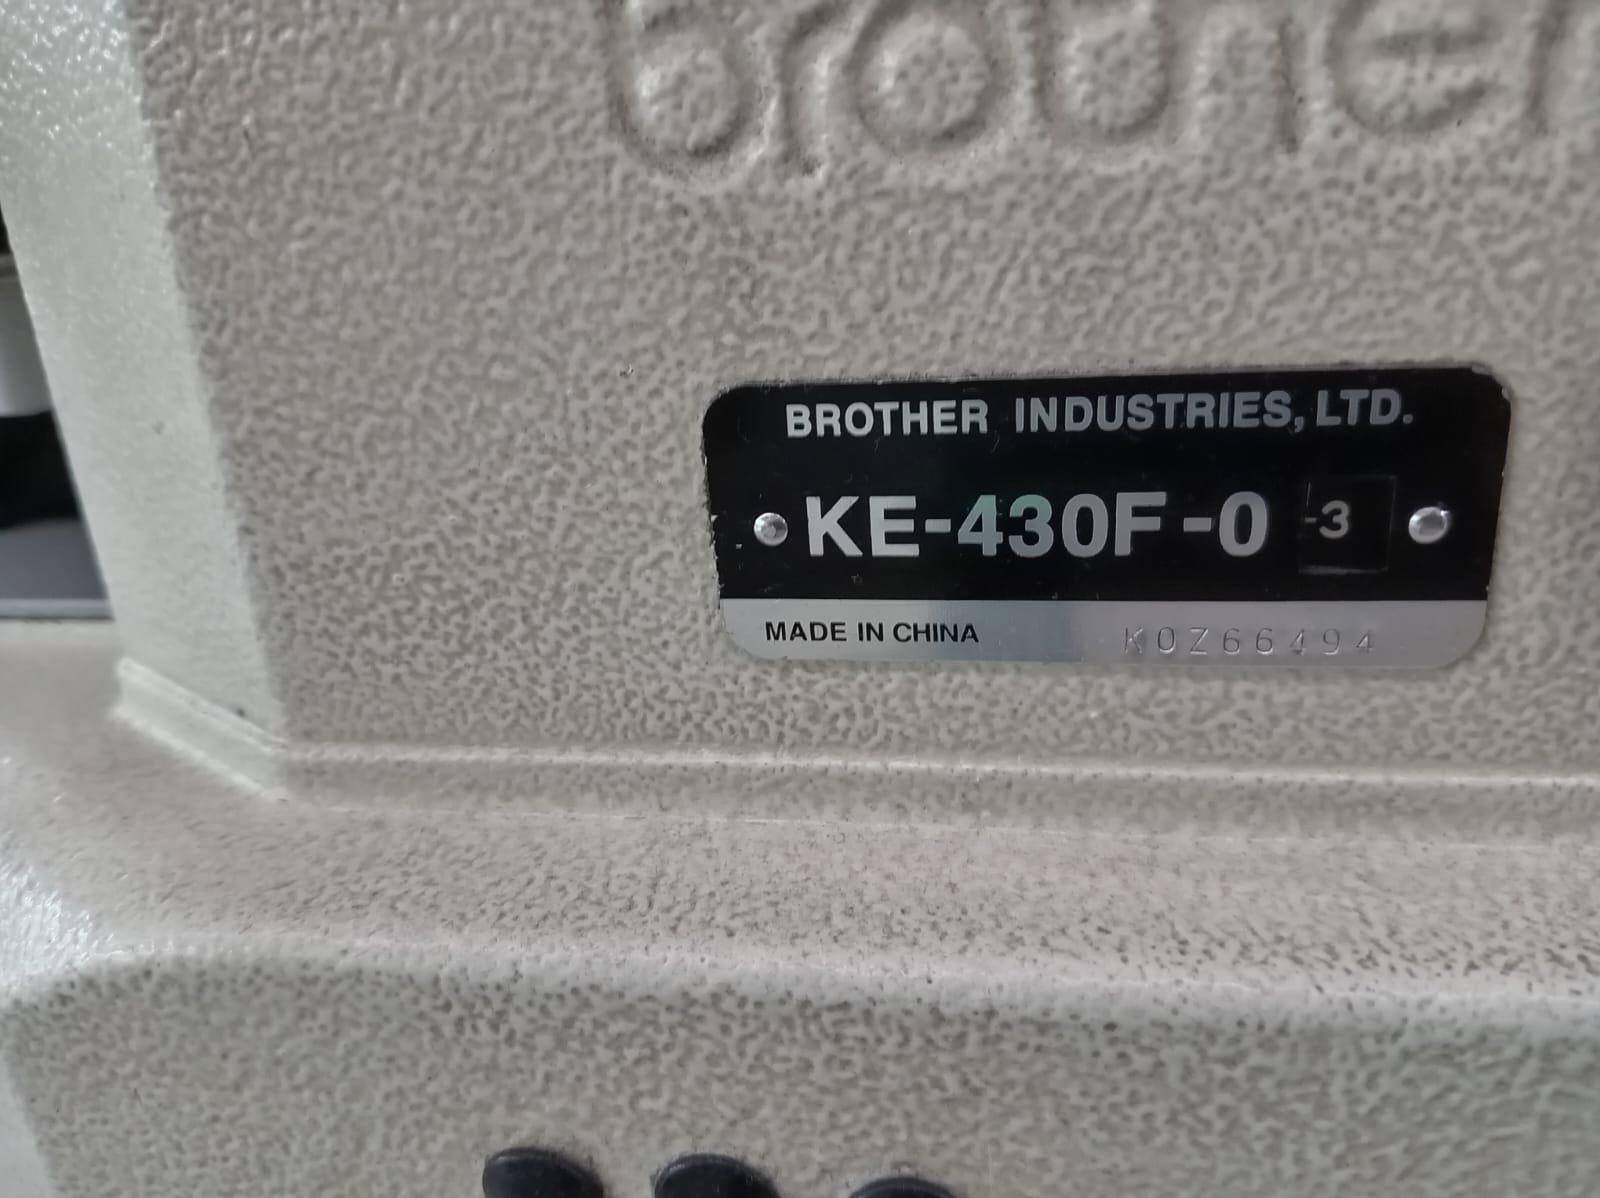 brother
BROTHER INDUSTRIES, LTD.
KE-430F-0 -3
MADE IN CHINA K0Z66494